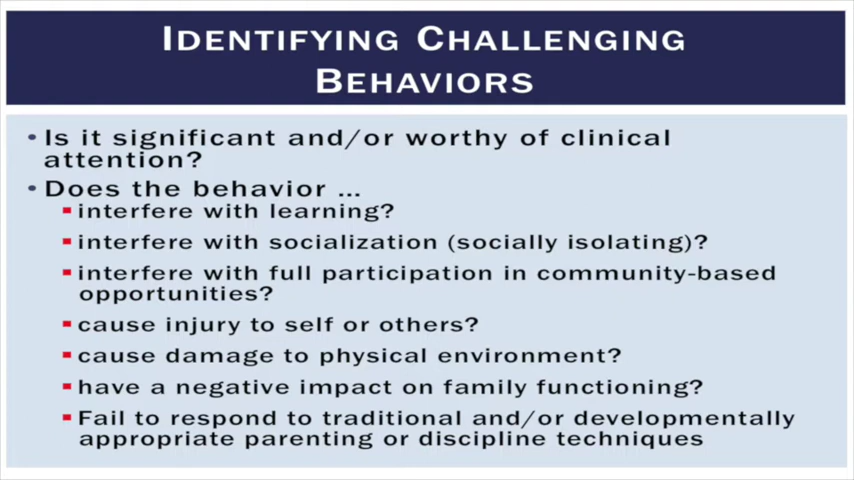 IDENTIFYING CHALLENGING
BEHAVIORS
• Is it significant and/or worthy of clinical
attention?
• Does the behavior ...
▪ interfere with learning?
▪ interfere with socialization (socially isolating)?
▪ interfere with full participation in community-based
opportunities?
▪ cause injury to self or others?
▪ cause damage to physical environment?
▪ have a negative impact on family functioning?
▪ Fail to respond to traditional and/or developmentally
appropriate parenting or discipline techniques